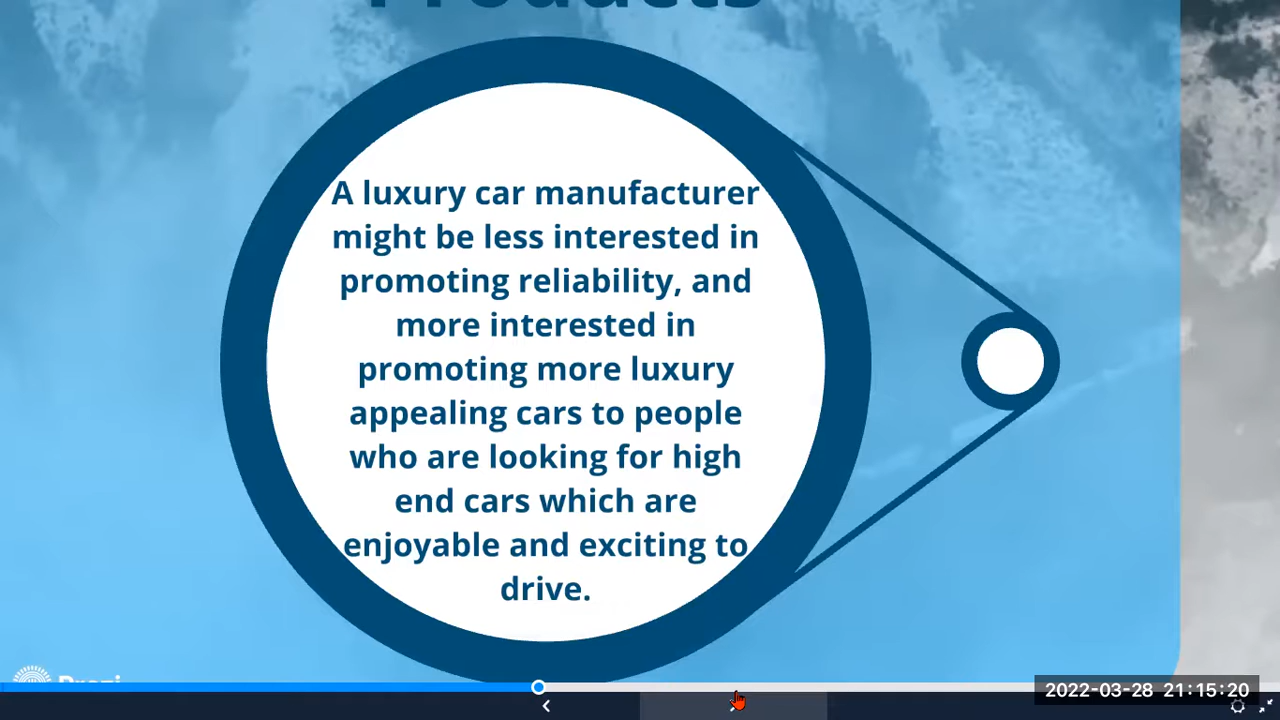 Products
A luxury car manufacturer
might be less interested in
promoting reliability, and
more interested in
promoting more luxury
appealing cars to people
who are looking for high
end cars which are
enjoyable and exciting to
drive.
Prezi
2022-03-28 21:15:20